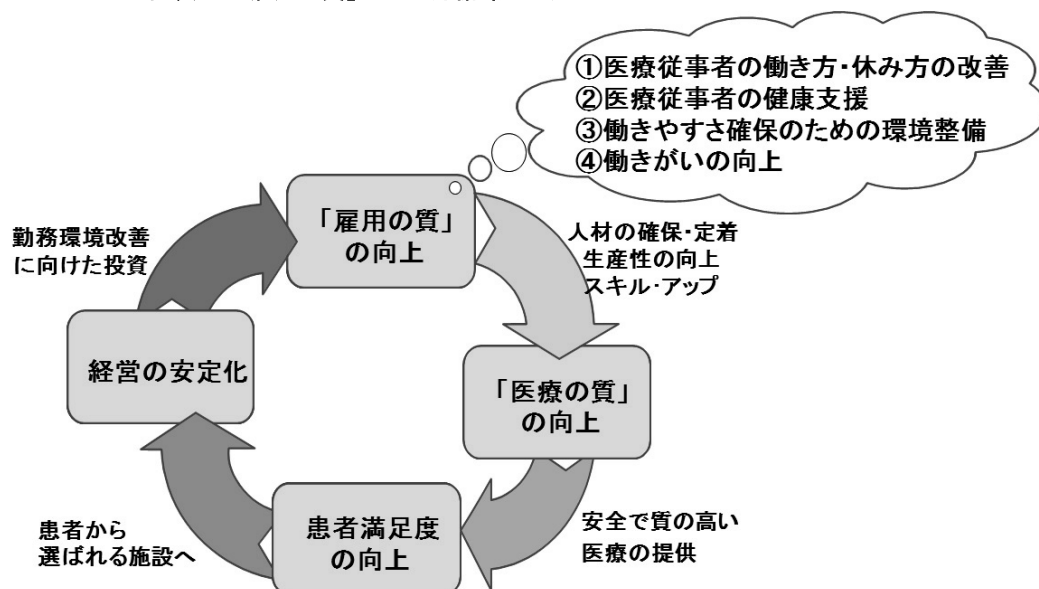 ①医療従事者の働き方・休み方の改善
②医療従事者の健康支援
③働きやすさ確保のための環境整備
④働きがいの向上
「雇用の質」
の向上
人材の確保・定着
生産性の向上
スキル・アップ
「医療の質」
の向上
安全で質の高い
医療の提供
患者満足度
の向上
患者から
選ばれる施設へ
経営の安定化
勤務環境改善
に向けた投資